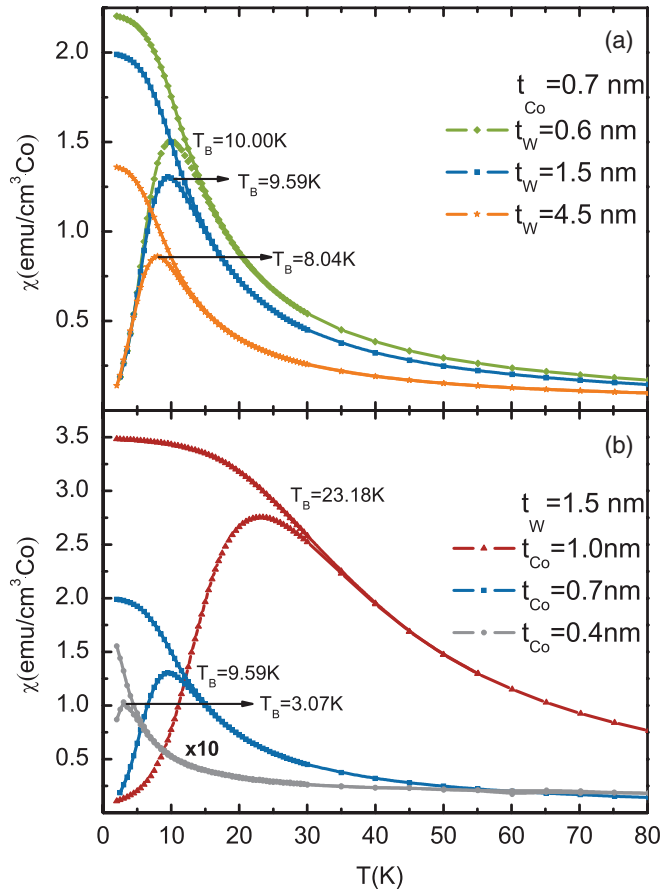 (a)
2.0
1.5
1.0
0.5
χ(emu/cm³Co)
t_Co=0.7 nm
t_W=0.6 nm
t_W=1.5 nm
t_W=4.5 nm
T_B=10.00K
T_B=9.59K
T_B=8.04K
(b)
3.5
3.0
2.5
2.0
1.5
1.0
0.5
χ(emu/cm³Co)
t_W=1.5 nm
t_Co=1.0nm
t_Co=0.7nm
t_Co=0.4nm
T_B=23.18K
T_B=9.59K
T_B=3.07K
x10
0 10 20 30 40 50 60 70 80
T(K)